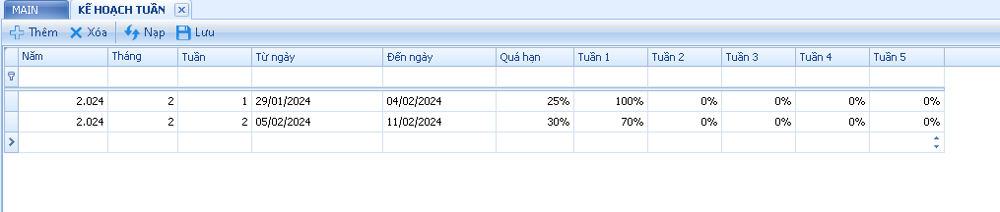 MAIN KẾ HOẠCH TUẦN
Thêm Xóa Nạp Lưu
Năm Tháng Tuần Từ ngày Đến ngày Quá hạn Tuần 1 Tuần 2 Tuần 3 Tuần 4 Tuần 5
2.024 2 1 29/01/2024 04/02/2024 25% 100% 0% 0% 0% 0%
2.024 2 2 05/02/2024 11/02/2024 30% 70% 0% 0% 0% 0%